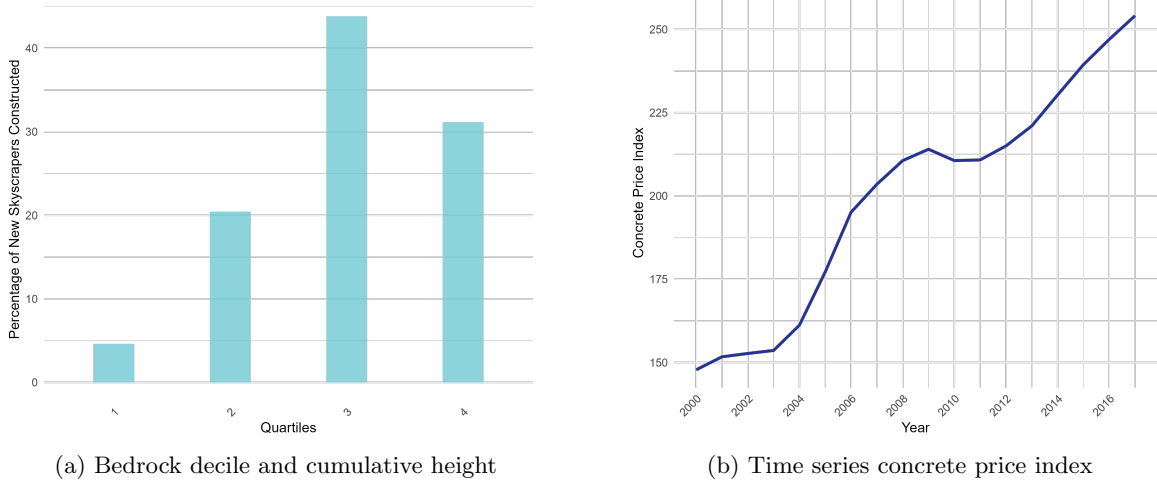 Percentage of New Skyscrapers Constructed
40
30
20
10
0
1 2 3 4
Quartiles
(a) Bedrock decile and cumulative height
Concrete Price Index
250
225
200
175
150
2000 2002 2004 2006 2008 2010 2012 2014 2016
Year
(b) Time series concrete price index